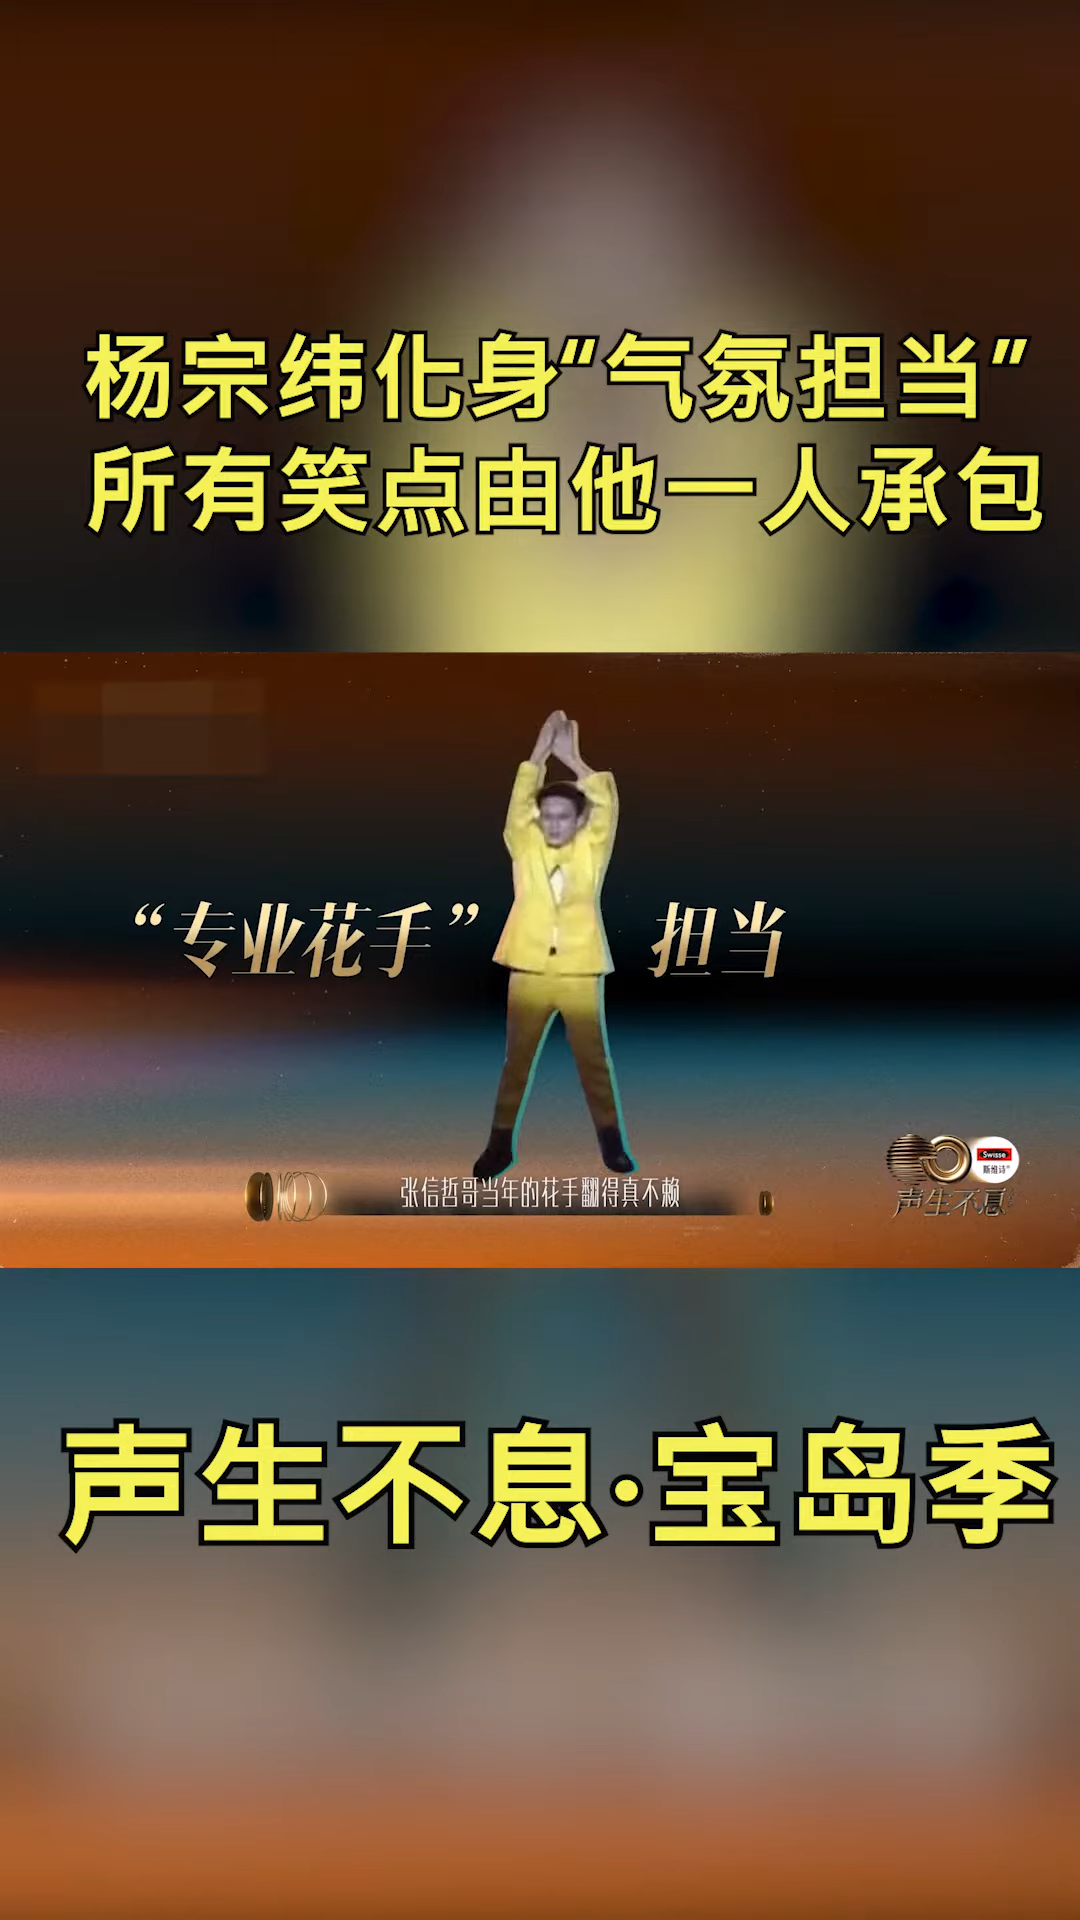 杨宗纬化身“气氛担当”
所有笑点由他一人承包
“专业花手” 担当
Swisse
斯维诗
声生不息
张信哲哥当年的花手翻得真不赖
声生不息·宝岛季